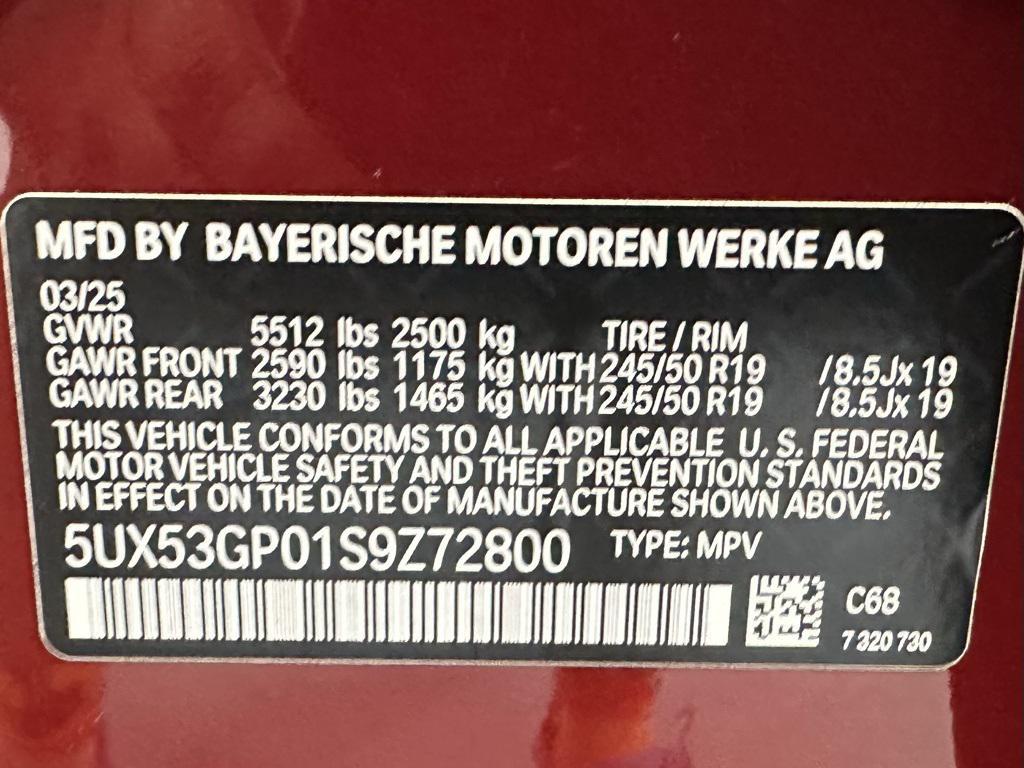 MFD BY BAYERISCHE MOTOREN WERKE AG
03/25
GVWR 5512 lbs 2500 kg TIRE / RIM
GAWR FRONT 2590 lbs 1175 kg WITH 245/50 R19 /8.5Jx 19
GAWR REAR 3230 lbs 1465 kg WITH 245/50 R19 /8.5Jx 19
THIS VEHICLE CONFORMS TO ALL APPLICABLE U. S. FEDERAL
MOTOR VEHICLE SAFETY AND THEFT PREVENTION STANDARDS
IN EFFECT ON THE DATE OF MANUFACTURE SHOWN ABOVE.
5UX53GP01S9Z72800 TYPE: MPV
C68
7 320 730